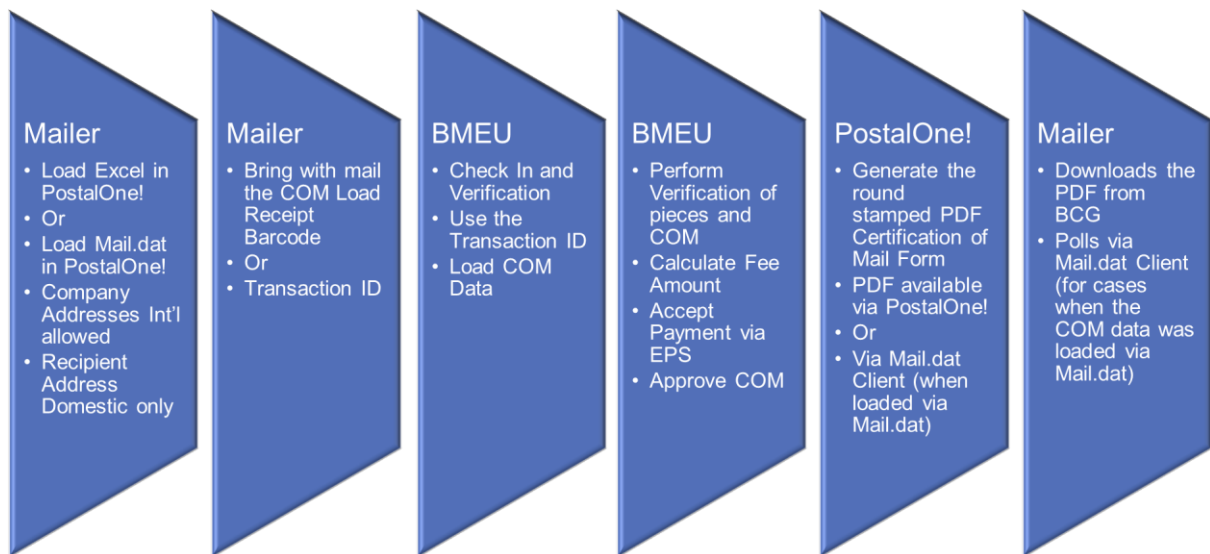 Mailer
• Load Excel in
PostalOne!
• Or
• Load Mail.dat
in PostalOne!
• Company
Addresses Int'l
allowed
• Recipient
Address
Domestic only
Mailer
• Bring with mail
the COM Load
Receipt
Barcode
• Or
• Transaction ID
BMEU
• Check In and
Verification
• Use the
Transaction ID
• Load COM
Data
BMEU
• Perform
Verification of
pieces and
COM
• Calculate Fee
Amount
• Accept
Payment via
EPS
• Approve COM
PostalOne!
• Generate the
round
stamped PDF
Certification of
Mail Form
• PDF available
via PostalOne!
• Or
• Via Mail.dat
Client (when
loaded via
Mail.dat)
Mailer
• Downloads the
PDF from
BCG
• Polls via
Mail.dat Client
(for cases
when the
COM data was
loaded via
Mail.dat)